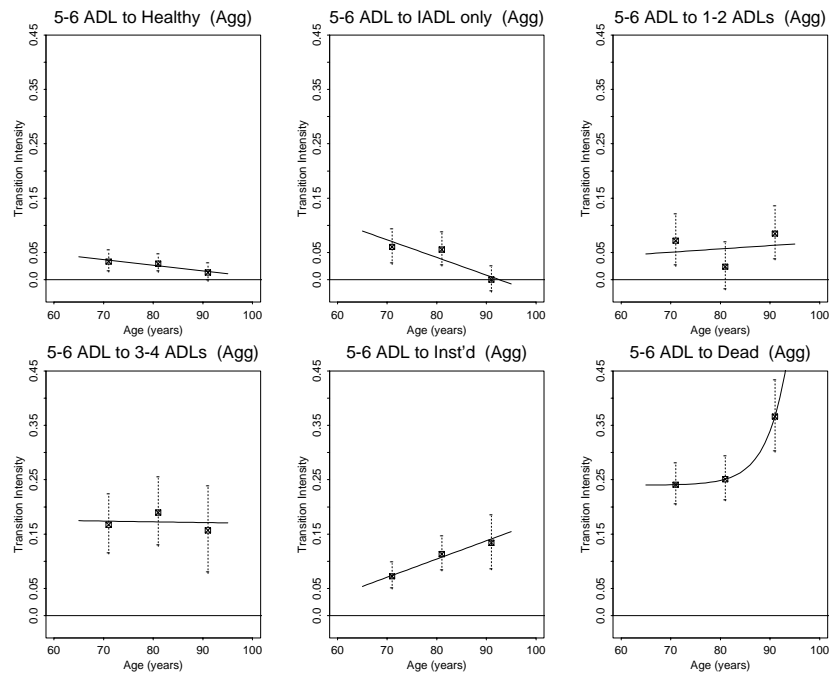 5-6 ADL to Healthy (Agg)
Transition Intensity
0.0 0.05 0.15 0.25 0.35 0.45
60 70 80 90 100
Age (years)
5-6 ADL to IADL only (Agg)
Transition Intensity
0.0 0.05 0.15 0.25 0.35 0.45
60 70 80 90 100
Age (years)
5-6 ADL to 1-2 ADLs (Agg)
Transition Intensity
0.0 0.05 0.15 0.25 0.35 0.45
60 70 80 90 100
Age (years)
5-6 ADL to 3-4 ADLs (Agg)
Transition Intensity
0.0 0.05 0.15 0.25 0.35 0.45
60 70 80 90 100
Age (years)
5-6 ADL to Inst'd (Agg)
Transition Intensity
0.0 0.05 0.15 0.25 0.35 0.45
60 70 80 90 100
Age (years)
5-6 ADL to Dead (Agg)
Transition Intensity
0.0 0.05 0.15 0.25 0.35 0.45
60 70 80 90 100
Age (years)